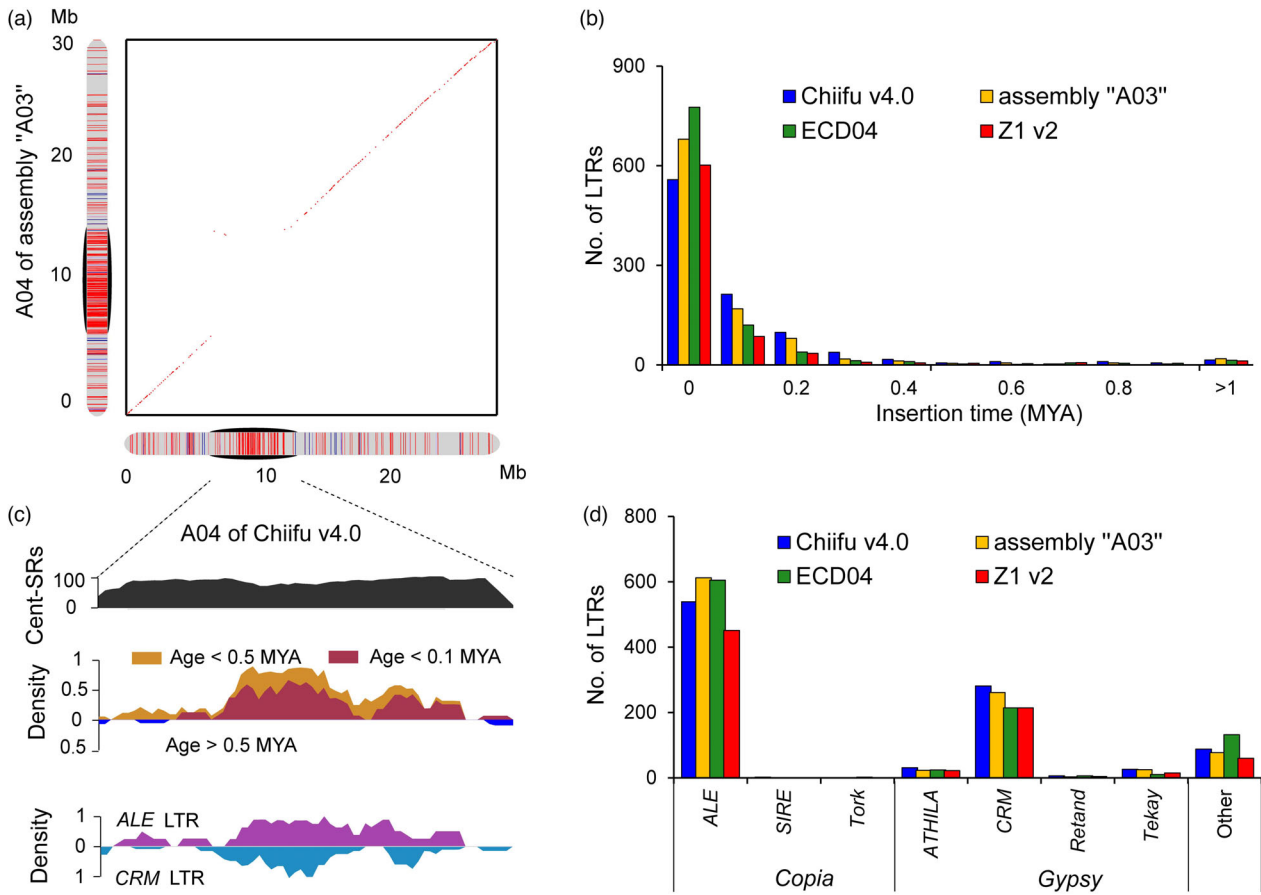 (a)
Mb
30
20
10
0
A04 of assembly "A03"
0
10
20
Mb
A04 of Chiifu v4.0
(b)
900
600
300
0
No. of LTRs
Chiifu v4.0
assembly "A03"
ECD04
Z1 v2
0
0.2
0.4
0.6
0.8
>1
Insertion time (MYA)
(c)
Cent-SRs
100
0
Density
1
0.5
0
0.5
Age < 0.5 MYA
Age < 0.1 MYA
Age > 0.5 MYA
Density
1
0
1
ALE LTR
CRM LTR
(d)
800
600
400
200
0
No. of LTRs
Chiifu v4.0
assembly "A03"
ECD04
Z1 v2
ALE
SIRE
Tork
ATHILA
CRM
Retand
Tekay
Other
Copia
Gypsy